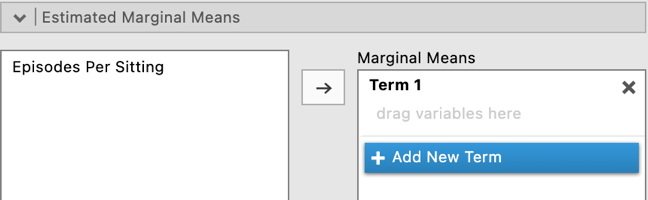 Estimated Marginal Means
Marginal Means
Episodes Per Sitting
Term 1
drag variables here
Add New Term